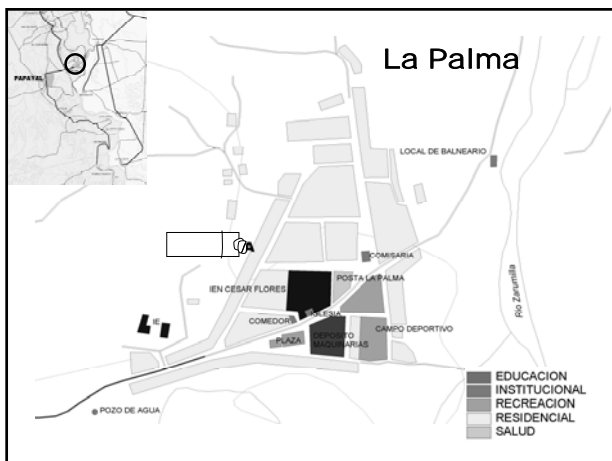 La Palma
PAPAYAL
LOCAL DE BALNEARIO
Rio Zarumilla
A
COMISARIA
IEN CESAR FLORES
POSTA LA PALMA
IGLESIA
COMEDOR
IE
PLAZA
DEPOSITO
MAQUINARIAS
CAMPO DEPORTIVO
POZO DE AGUA
EDUCACION
INSTITUCIONAL
RECREACION
RESIDENCIAL
SALUD